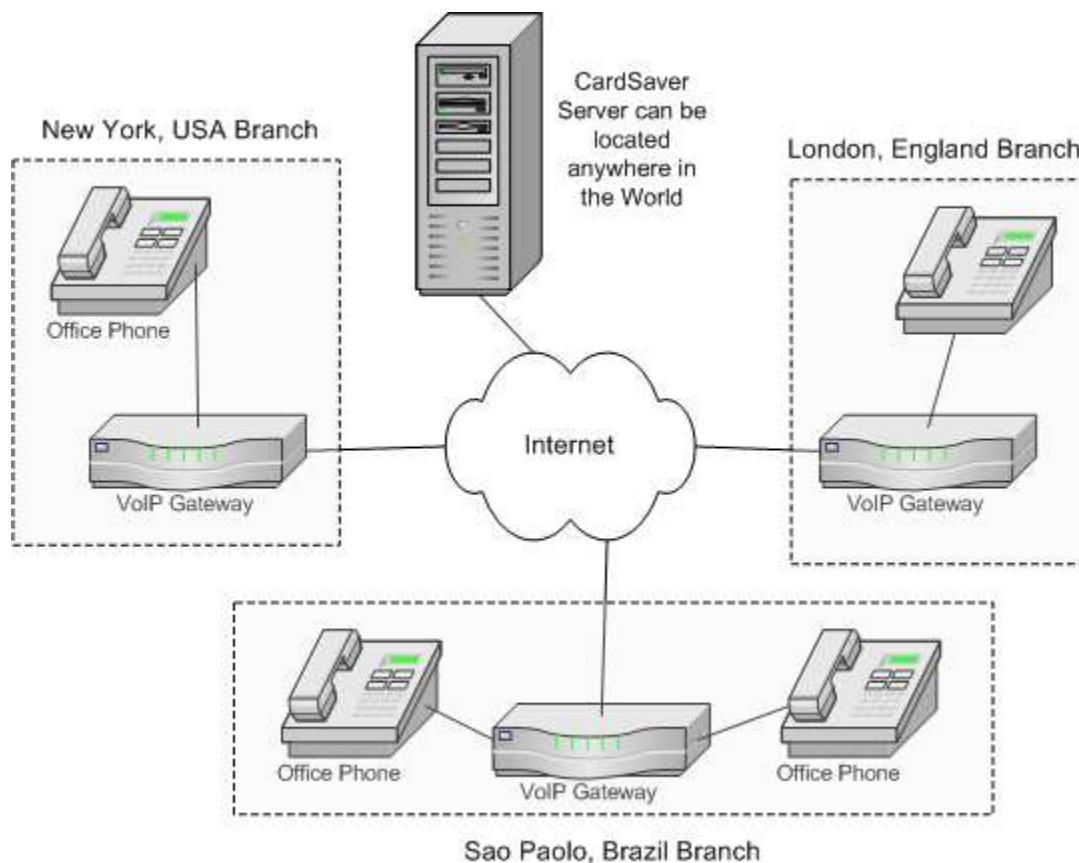 CardSaver
Server can be
located
anywhere in
the World
New York, USA Branch
London, England Branch
Office Phone
Internet
VoIP Gateway
VoIP Gateway
Office Phone
VoIP Gateway
Office Phone
Sao Paolo, Brazil Branch